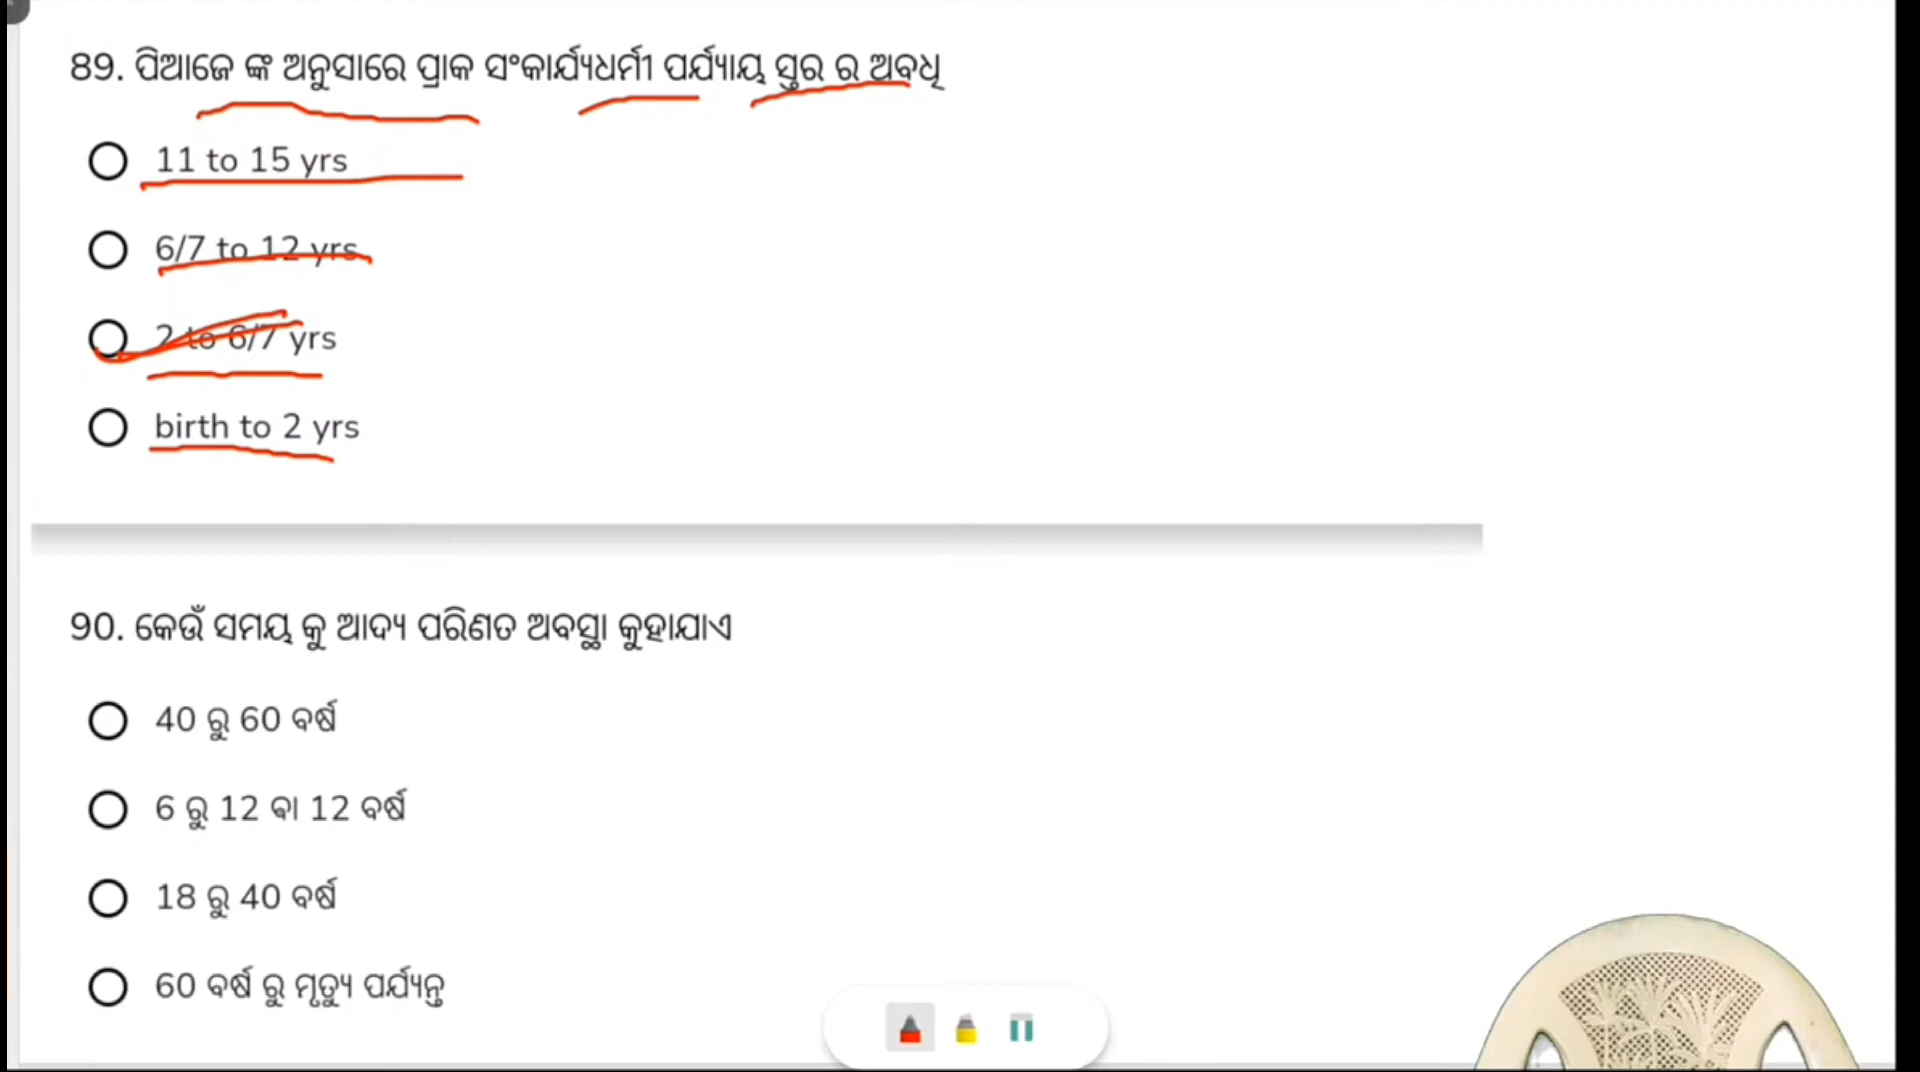 89. ପିଆଜେ ଙ୍କ ଅନୁସାରେ ପ୍ରାକ ସଂକାର୍ଯ୍ୟଧର୍ମୀ ପର୍ଯ୍ୟାୟ ସ୍ତର ର ଅବଧି
11 to 15 yrs
6/7 to 12 yrs
2 to 6/7 yrs
birth to 2 yrs
90. କେଉଁ ସମୟ କୁ ଆଦ୍ୟ ପରିଣତ ଅବସ୍ଥା କୁହାଯାଏ
40 ରୁ 60 ବର୍ଷ
6 ରୁ 12 ବା 12 ବର୍ଷ
18 ରୁ 40 ବର୍ଷ
60 ବର୍ଷ ରୁ ମୃତ୍ୟୁ ପର୍ଯ୍ୟନ୍ତ